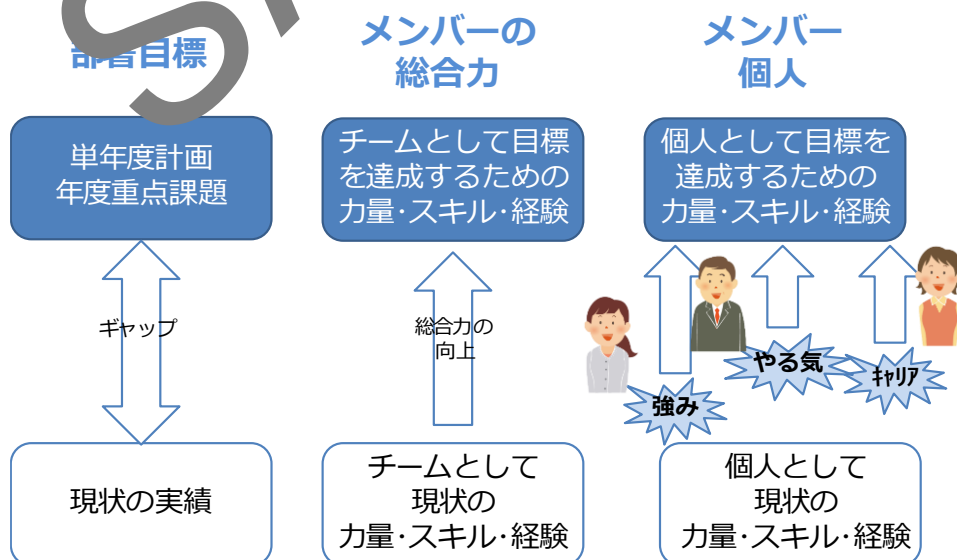 部署目標
メンバーの
総合力
メンバー
個人
単年度計画
年度重点課題
チームとして目標
を達成するための
力量・スキル・経験
個人として目標を
達成するための
力量・スキル・経験
ギャップ
総合力の
向上
強み
やる気
ｷｬﾘｱ
現状の実績
チームとして
現状の
力量・スキル・経験
個人として
現状の
力量・スキル・経験